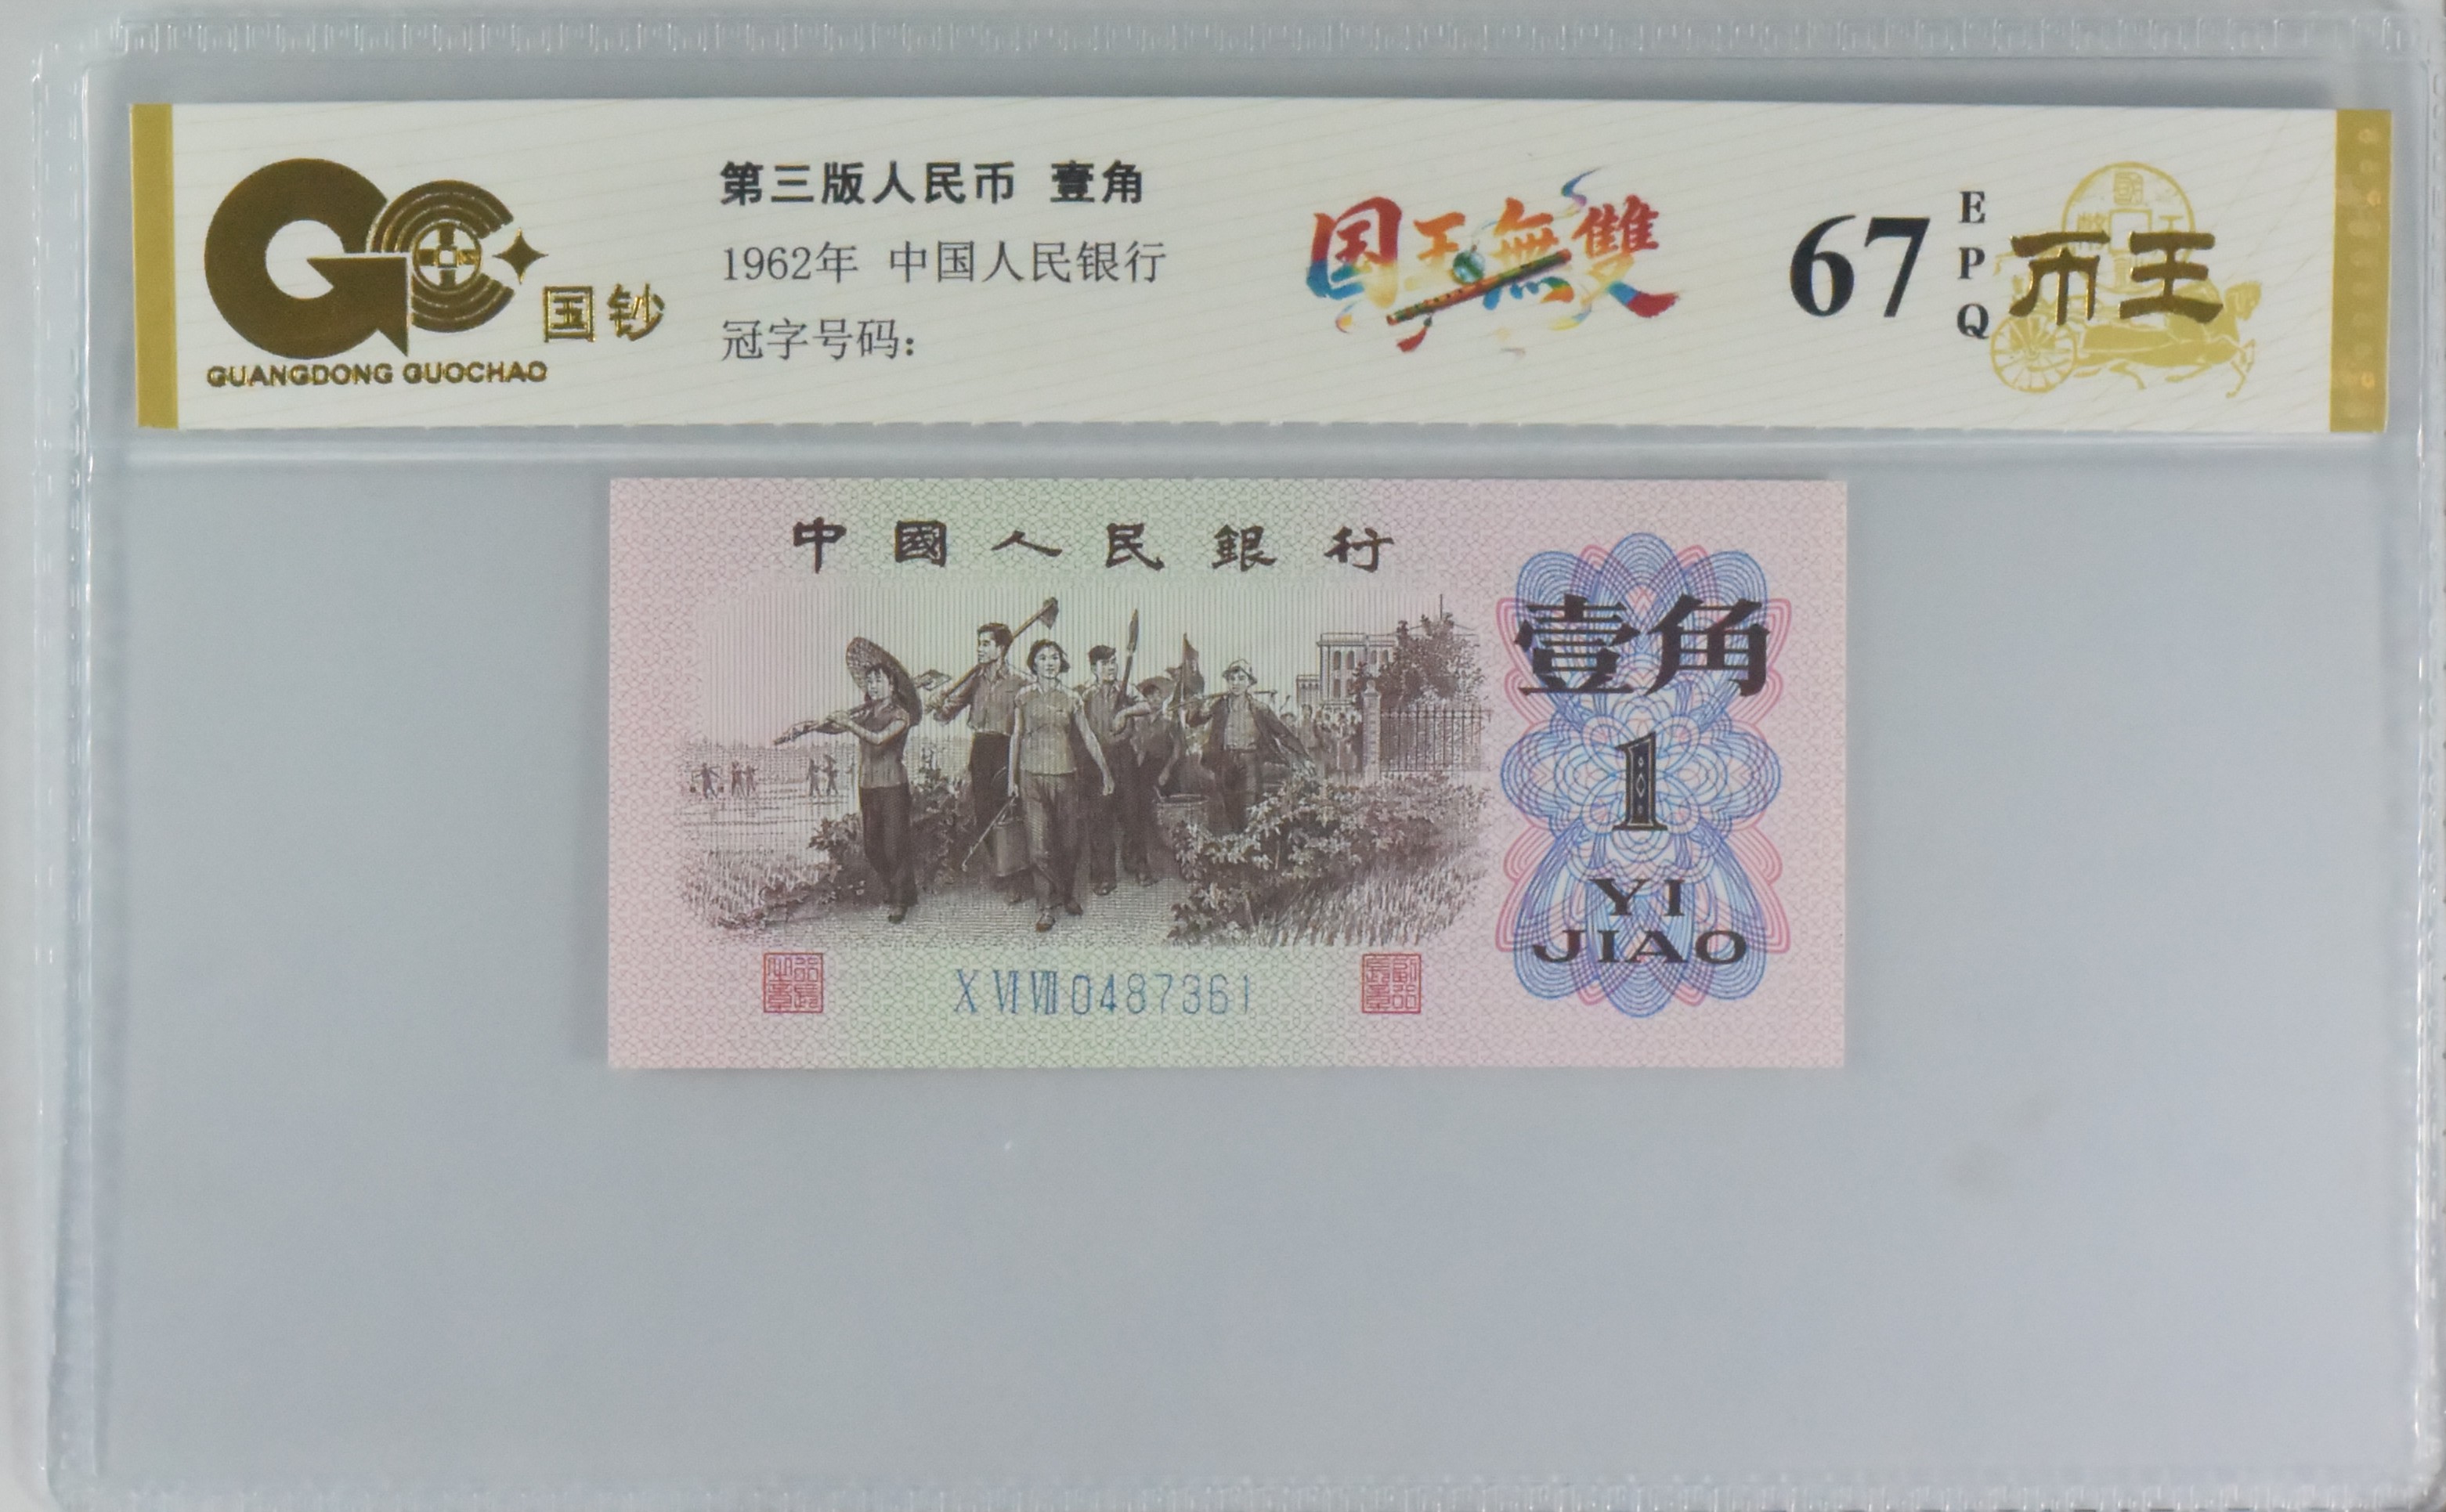 国钞
GUANGDONG GUOCHAO
第三版人民币 壹角
1962年 中国人民银行
冠字号码：
国玉無雙
67
EPQ
币王
中國人民銀行
壹角
1
YI
JIAO
X VI VIII 0487361